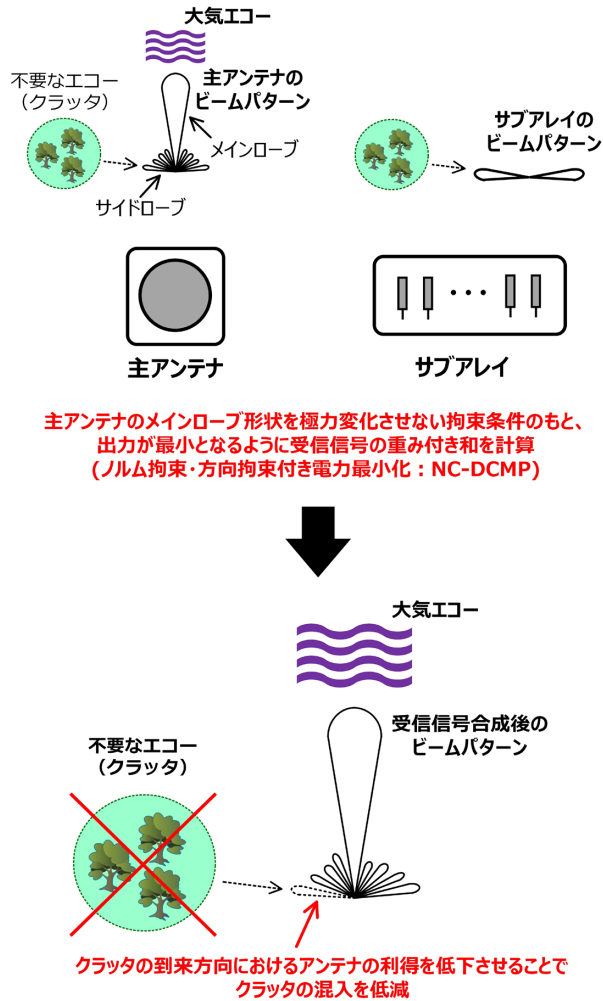 大気エコー
不要なエコー
（クラッタ）
主アンテナの
ビームパターン
メインローブ
サイドローブ
サブアレイの
ビームパターン
主アンテナ
サブアレイ
主アンテナのメインローブ形状を極力変化させない拘束条件のもと、
出力が最小となるように受信信号の重み付き和を計算
(ノルム拘束・方向拘束付き電力最小化：NC-DCMP)
大気エコー
受信信号合成後の
ビームパターン
不要なエコー
（クラッタ）
クラッタの到来方向におけるアンテナの利得を低下させることで
クラッタの混入を低減